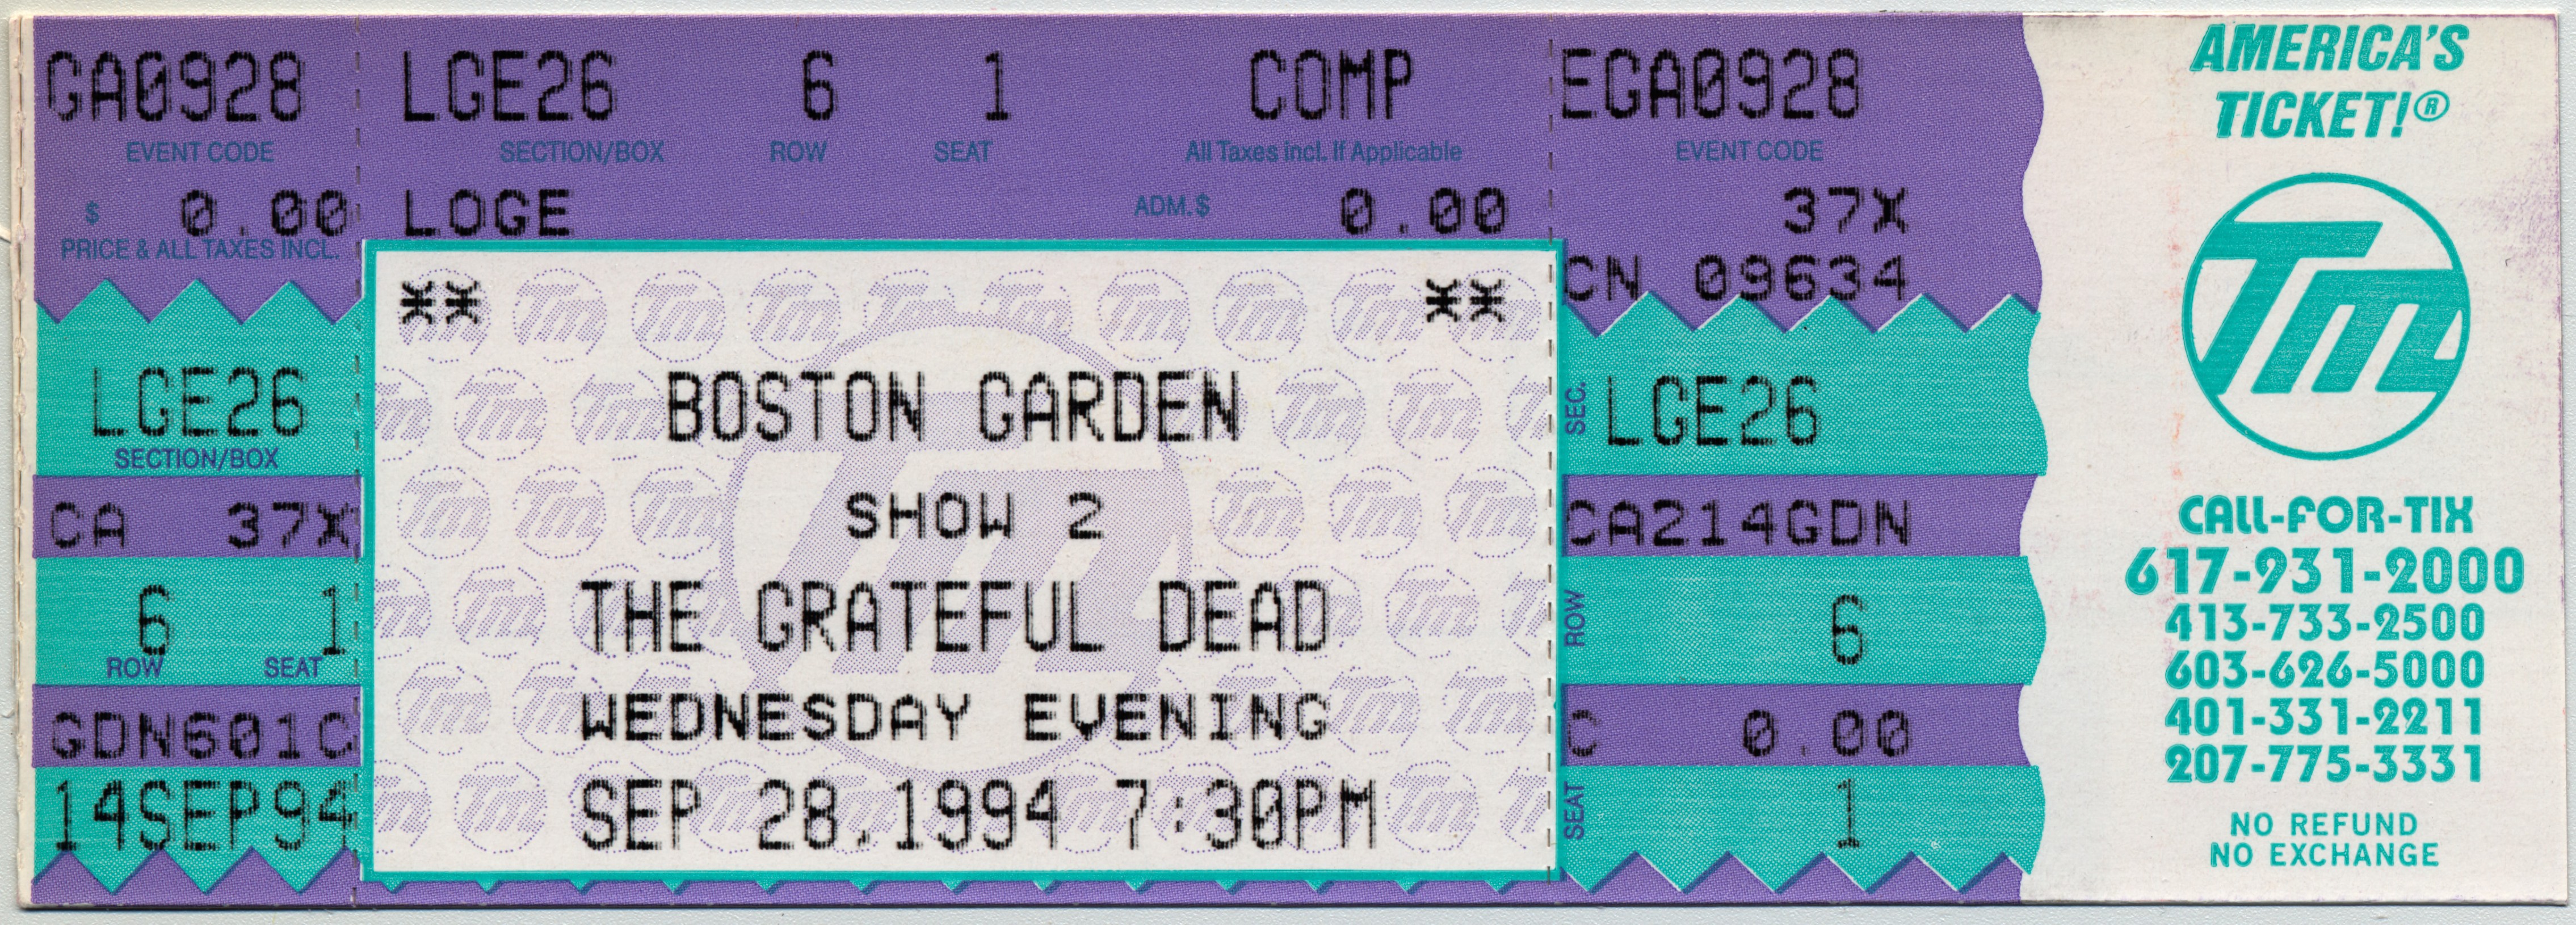 GA0928
EVENT CODE
$ 0.00
PRICE & ALL TAXES INCL.
LGE26
SECTION/BOX
CA 37X
6 1
ROW SEAT
GDN601C
14SEP94
LGE26 6 1 COMP
SECTION/BOX ROW SEAT All Taxes incl. If Applicable
LOGE ADM.$ 0.00
** **
BOSTON GARDEN
SHOW 2
THE GRATEFUL DEAD
WEDNESDAY EVENING
SEP 28,1994 7:30PM
EGA0928
EVENT CODE
37X
CN 09634
SEC. LGE26
CA214GDN
ROW 6
C 0.00
SEAT 1
AMERICA'S
TICKET!®
Tm
CALL-FOR-TIX
617-931-2000
413-733-2500
603-626-5000
401-331-2211
207-775-3331
NO REFUND
NO EXCHANGE